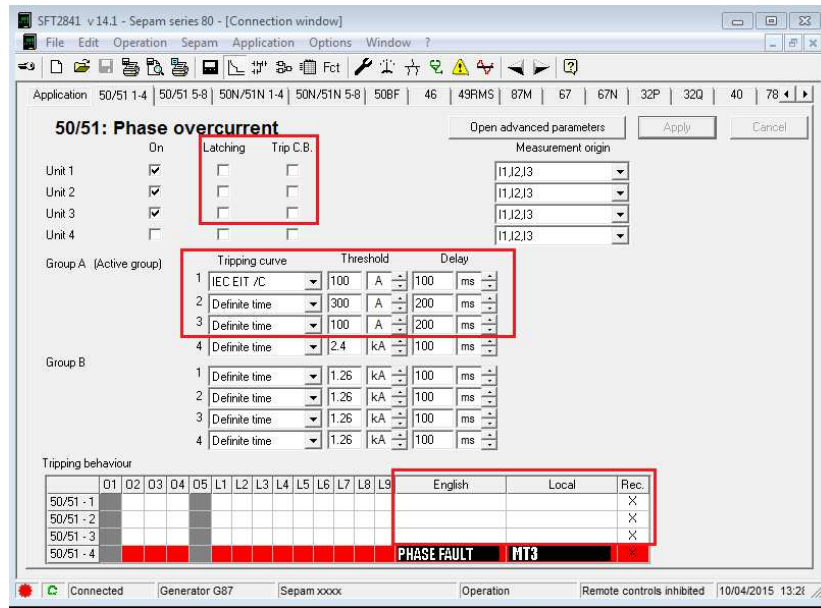 SFT2841 v 14.1 - Sepam series 80 - [Connection window]
File Edit Operation Sepam Application Options Window ?
Fct
Application 50/51 1-4 50/51 5-8 50N/51N 1-4 50N/51N 5-8 50BF 46 49RMS 87M 67 67N 32P 32Q 40 78
50/51: Phase overcurrent Open advanced parameters Apply Cancel
On Latching Trip C.B. Measurement origin
Unit 1 I1,I2,I3
Unit 2 I1,I2,I3
Unit 3 I1,I2,I3
Unit 4 I1,I2,I3
Group A (Active group) Tripping curve Threshold Delay
1 IEC EIT /C 100 A 100 ms
2 Definite time 300 A 200 ms
3 Definite time 100 A 200 ms
4 Definite time 2.4 kA 100 ms
Group B
1 Definite time 1.26 kA 100 ms
2 Definite time 1.26 kA 100 ms
3 Definite time 1.26 kA 100 ms
4 Definite time 1.26 kA 100 ms
Tripping behaviour
O1 O2 O3 O4 O5 L1 L2 L3 L4 L5 L6 L7 L8 L9 English Local Rec.
50/51 - 1 X
50/51 - 2 X
50/51 - 3 X
50/51 - 4 PHASE FAULT MT3 X
Connected Generator G87 Sepam xxxx Operation Remote controls inhibited 10/04/2015 13:28